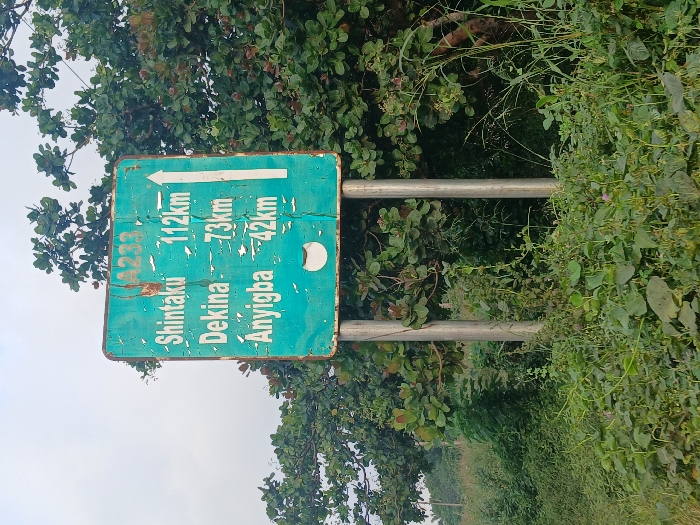 A233
Shintaku 112km
Dekina 73km
Anyigba 42km